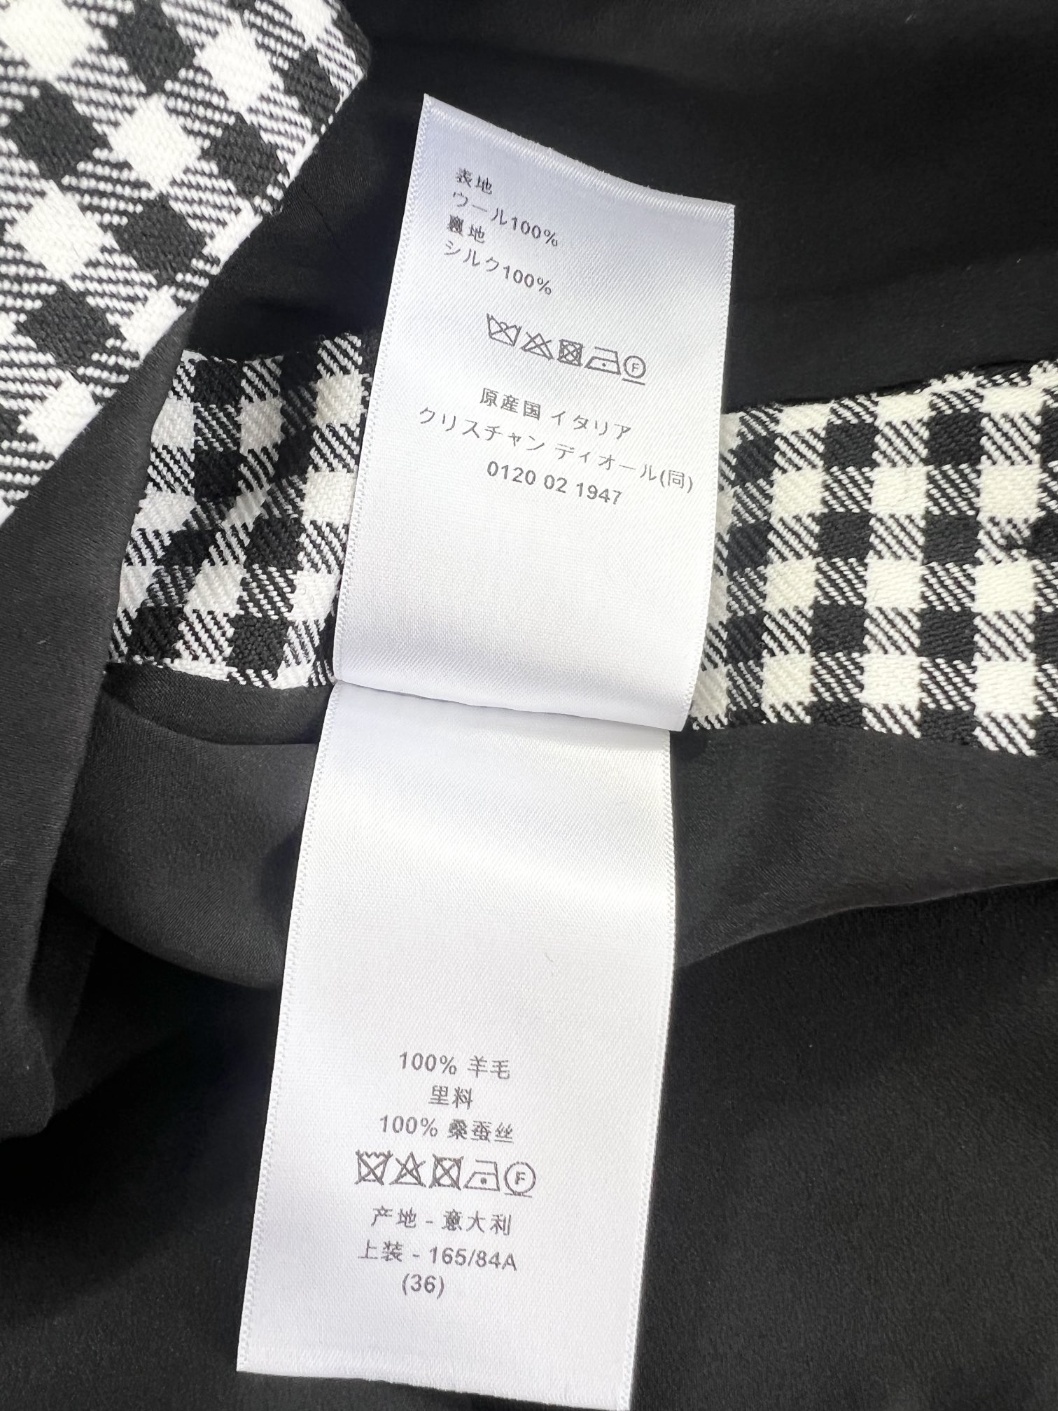 表地
ウール100%
裏地
シルク100%
F
原産国 イタリア
クリスチャン ディオール(同)
0120 02 1947
100% 羊毛
里料
100% 桑蚕丝
F
产地 - 意大利
上装 - 165/84A
(36)